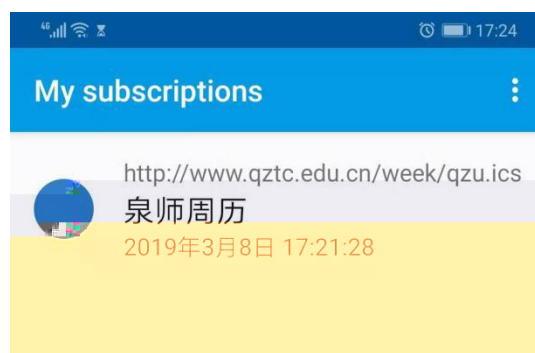 46 17:24
My subscriptions
http://www.qztc.edu.cn/week/qzu.ics
泉师周历
2019年3月8日 17:21:28